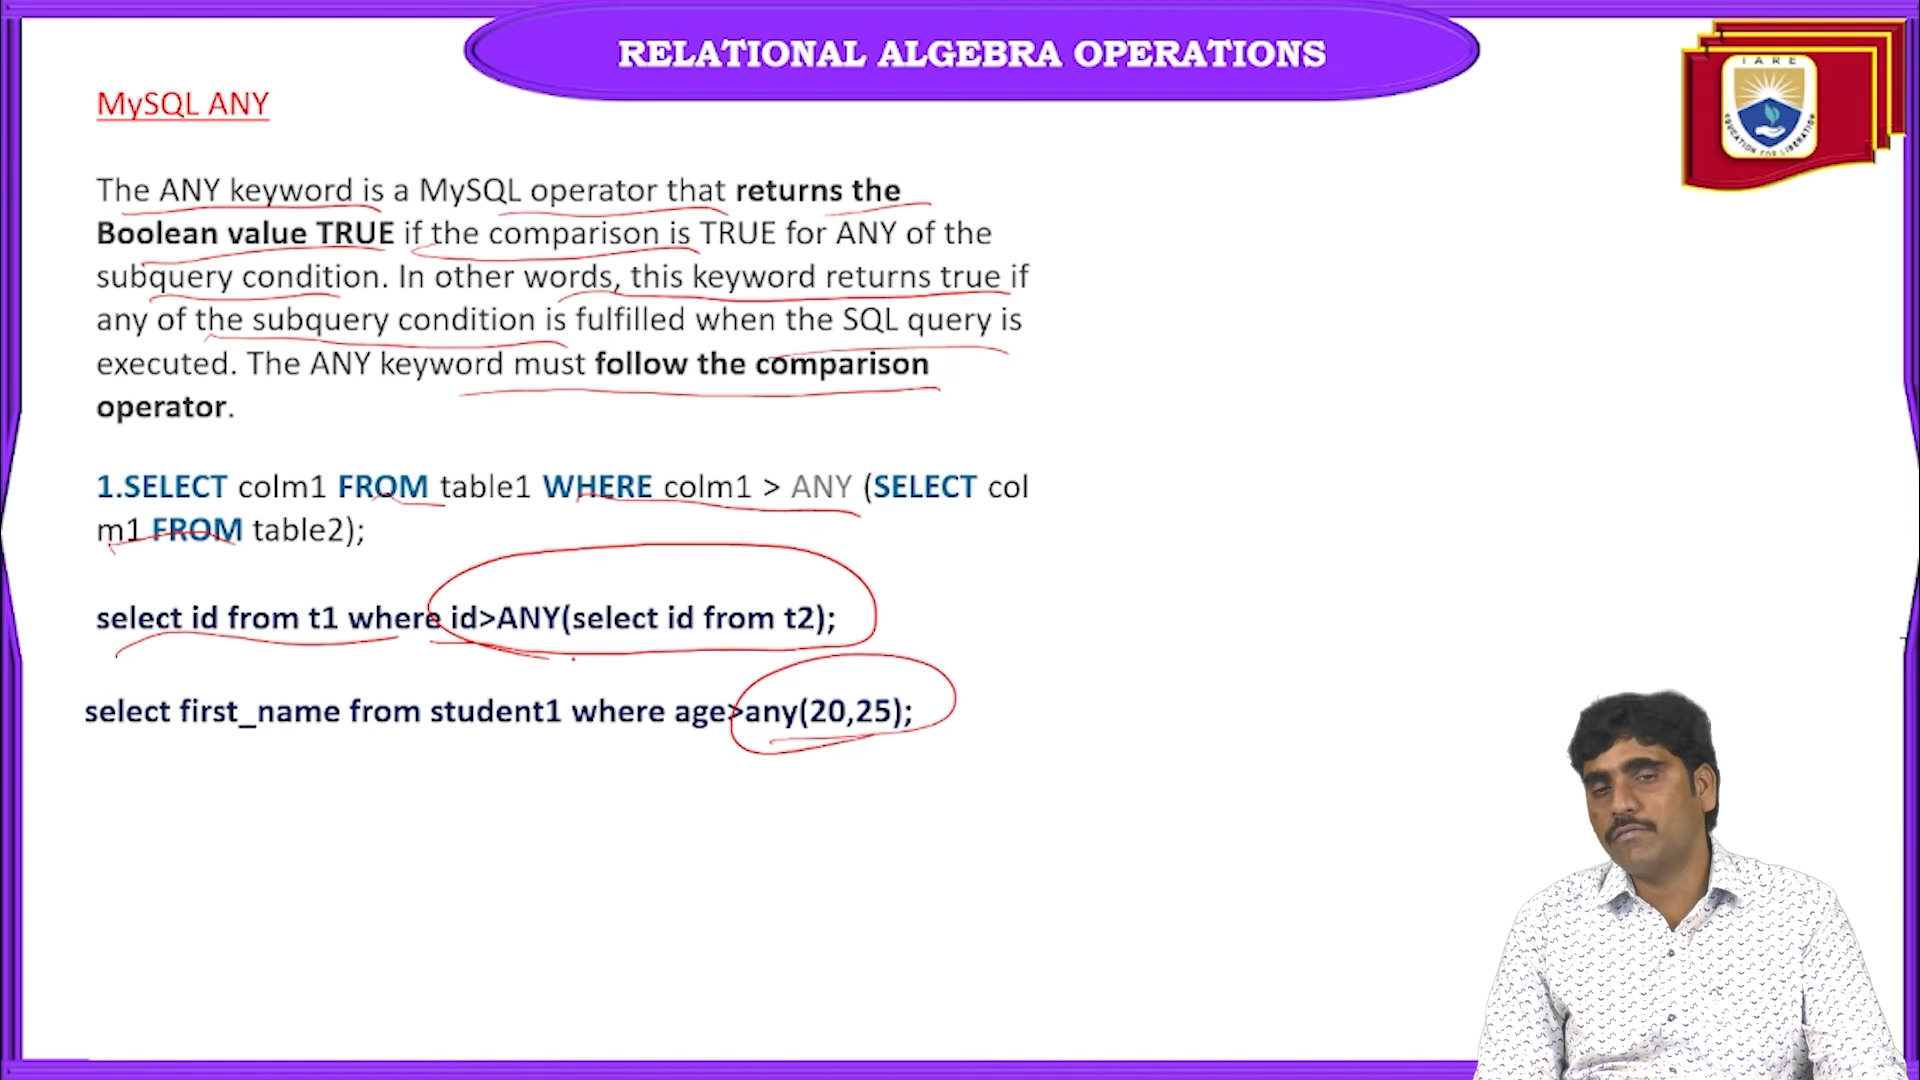 RELATIONAL ALGEBRA OPERATIONS
IARE
EDUCATION FOR LIBERATION
MySQL ANY
The ANY keyword is a MySQL operator that returns the
Boolean value TRUE if the comparison is TRUE for ANY of the
subquery condition. In other words, this keyword returns true if
any of the subquery condition is fulfilled when the SQL query is
executed. The ANY keyword must follow the comparison
operator.
1.SELECT colm1 FROM table1 WHERE colm1 > ANY (SELECT col
m1 FROM table2);
select id from t1 where id>ANY(select id from t2);
select first_name from student1 where age>any(20,25);